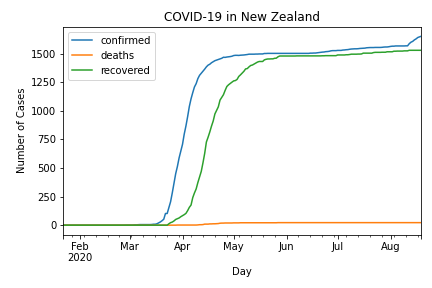 COVID-19 in New Zealand
confirmed
deaths
recovered
Number of Cases
1500
1250
1000
750
500
250
0
Feb Mar Apr May Jun Jul Aug
2020
Day